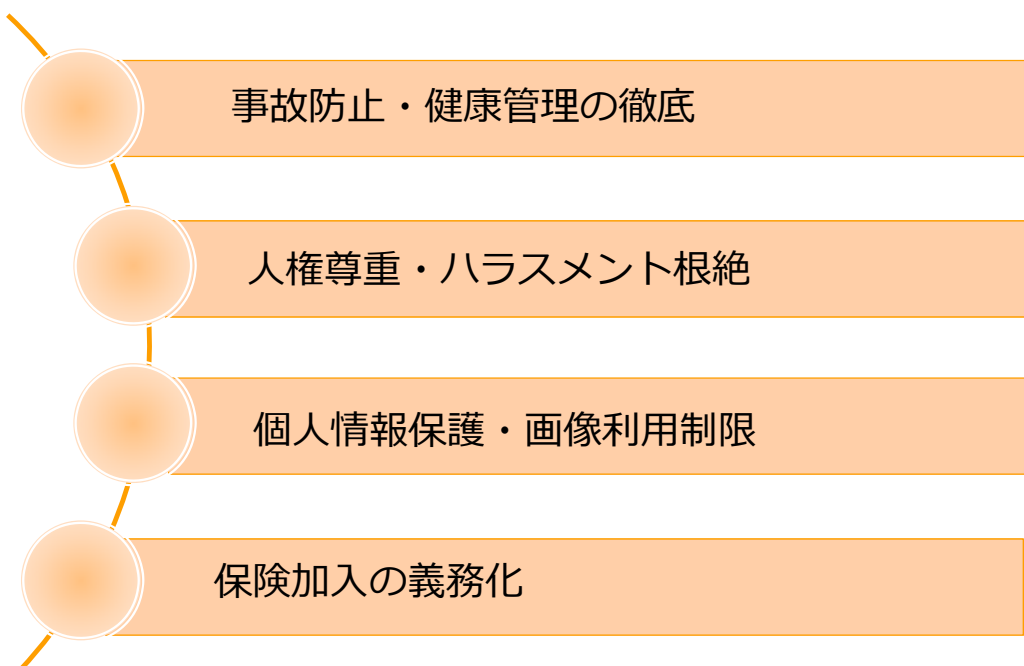 事故防止・健康管理の徹底
人権尊重・ハラスメント根絶
個人情報保護・画像利用制限
保険加入の義務化